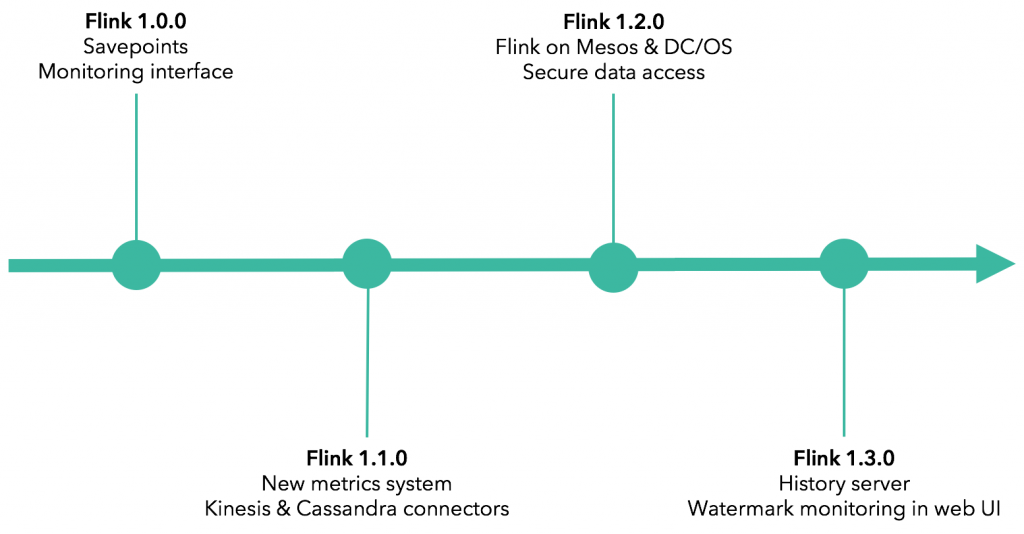 Flink 1.0.0
Savepoints
Monitoring interface
Flink 1.2.0
Flink on Mesos & DC/OS
Secure data access
Flink 1.1.0
New metrics system
Kinesis & Cassandra connectors
Flink 1.3.0
History server
Watermark monitoring in web UI